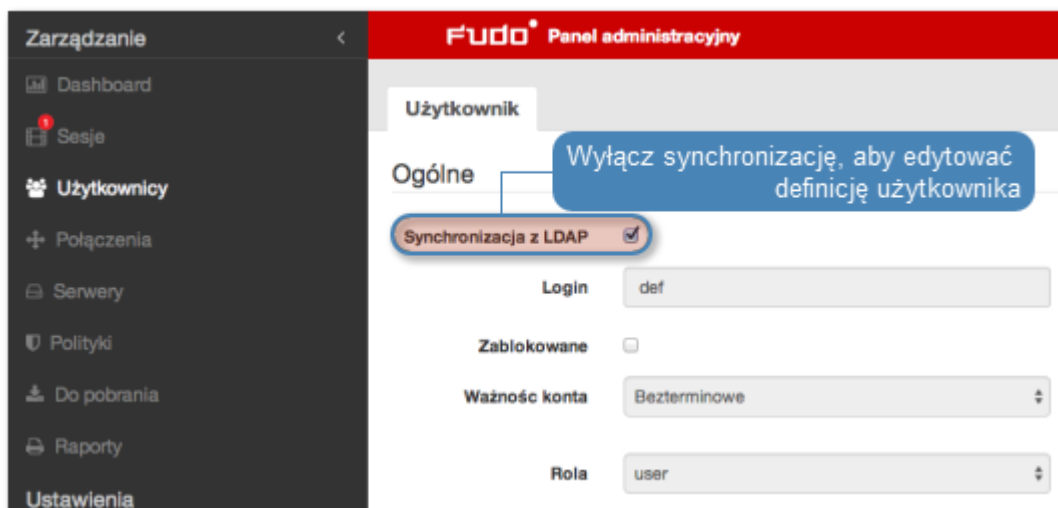 Zarządzanie
FUDO Panel administracyjny
Dashboard
1
Sesje
Użytkownicy
Połączenia
Serwery
Polityki
Do pobrania
Raporty
Ustawienia
Użytkownik
Ogólne
Wyłącz synchronizację, aby edytować
definicję użytkownika
Synchronizacja z LDAP
Login def
Zablokowane
Ważnośc konta Bezterminowe
Rola user